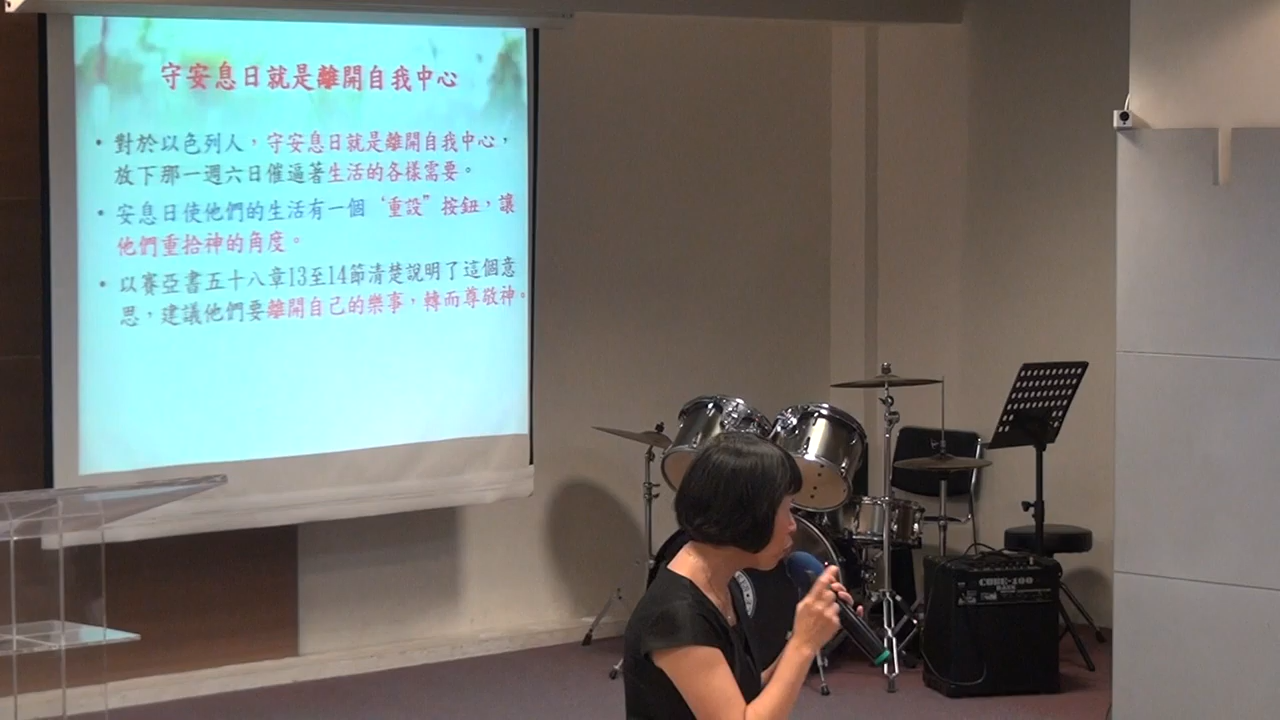 守安息日就是離開自我中心
• 對於以色列人，守安息日就是離開自我中心，
放下那一週六日催逼著生活的各樣需要。
• 安息日使他們的生活有一個‘重設”按鈕，讓
他們重拾神的角度。
• 以賽亞書五十八章13至14節清楚說明了這個意
思，建議他們要離開自己的樂事，轉而尊敬神。
CUBE-100
BASS